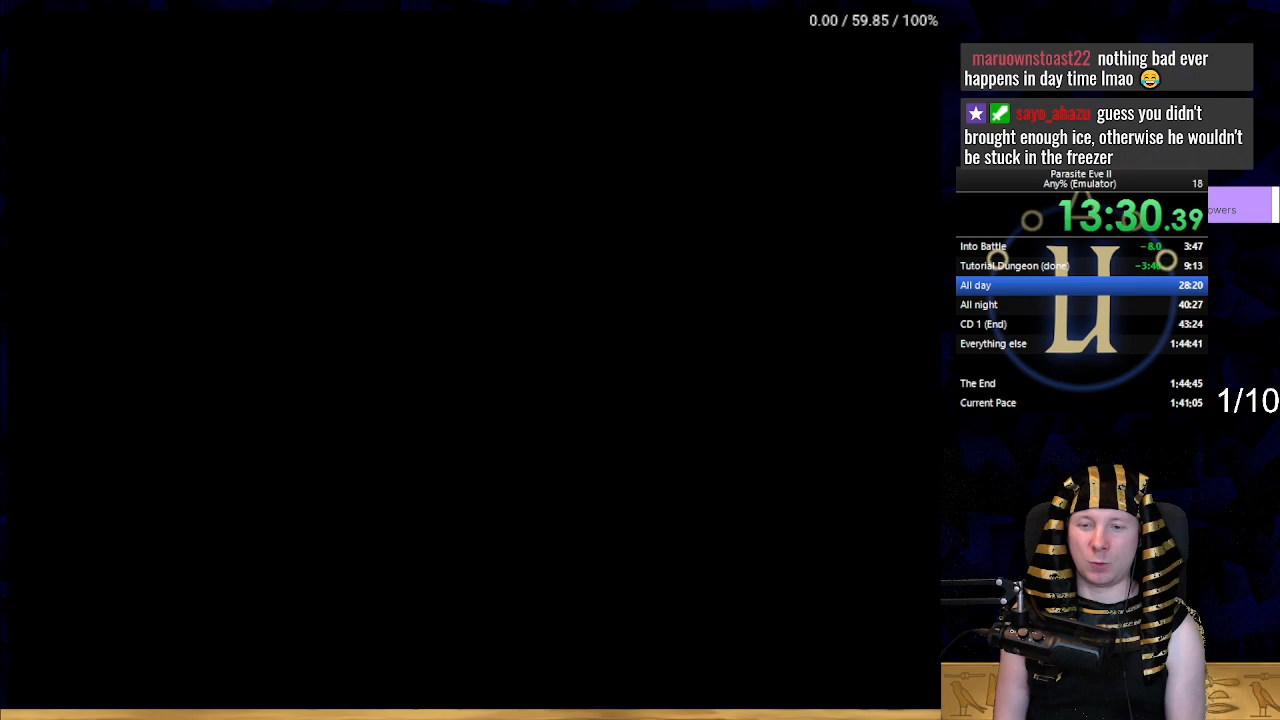 0.00 / 59.85 / 100%
maruownstoast22 nothing bad ever
happens in day time lmao 😂
sayo_ahazu guess you didn't
brought enough ice, otherwise he wouldn't
be stuck in the freezer
Parasite Eve II
Any% (Emulator) 18
13:30.39
owers
Into Battle -8.0 3:47
Tutorial Dungeon (done) 9:13
All day 28:20
All night 40:27
CD 1 (End) 43:24
Everything else 1:44:41
The End 1:44:45
Current Pace 1:41:05
1/10